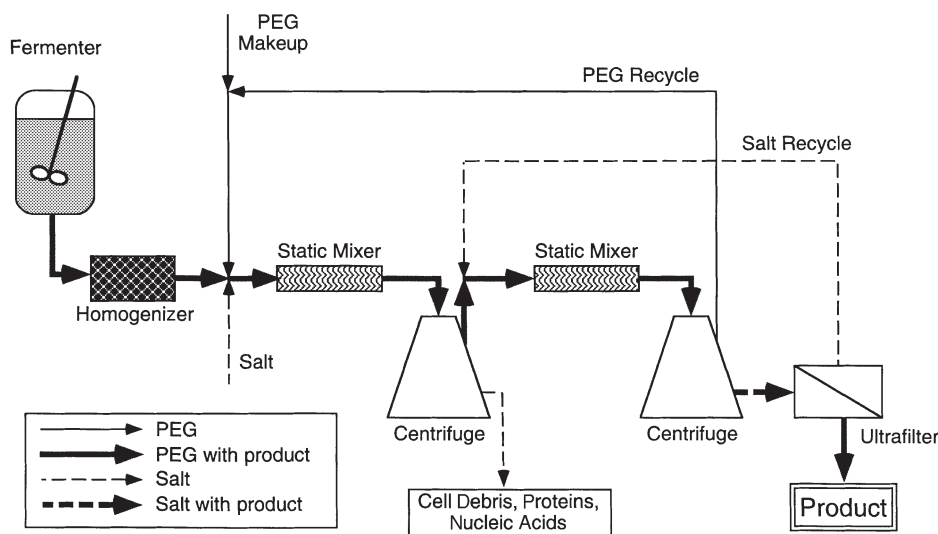 PEG
Makeup
Fermenter
PEG Recycle
Salt Recycle
Static Mixer
Static Mixer
Homogenizer
Salt
Centrifuge
Centrifuge
Ultrafilter
PEG
PEG with product
Salt
Salt with product
Cell Debris, Proteins,
Nucleic Acids
Product